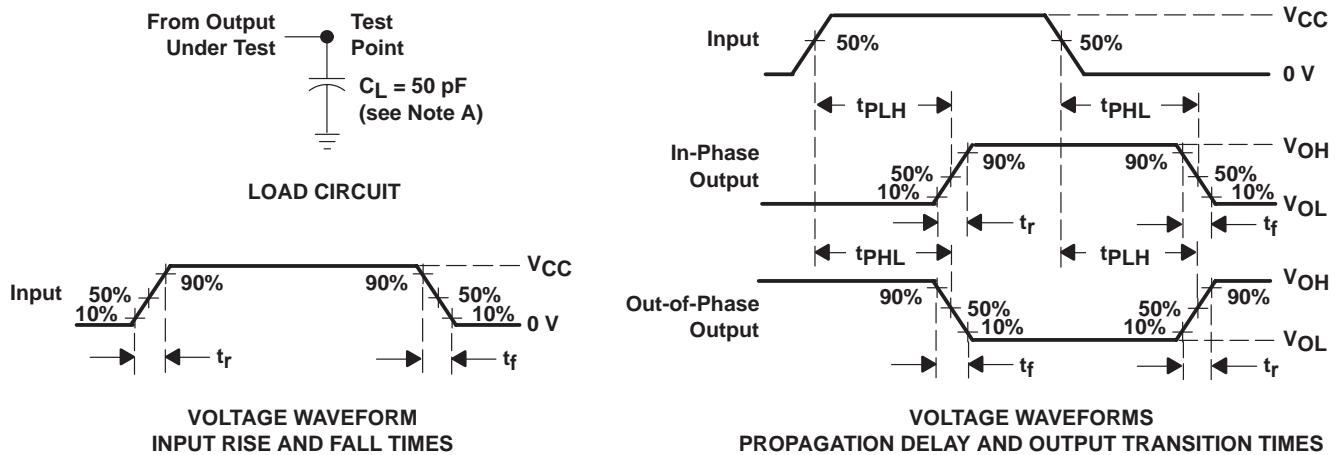 From Output
Under Test
Test
Point
CL = 50 pF
(see Note A)
LOAD CIRCUIT
Input
50%
10%
90%
90%
50%
10%
VCC
0 V
tr
tf
VOLTAGE WAVEFORM
INPUT RISE AND FALL TIMES
Input
50%
50%
VCC
0 V
tPLH
tPHL
In-Phase
Output
50%
10%
90%
90%
50%
10%
VOH
VOL
tr
tf
tPHL
tPLH
Out-of-Phase
Output
90%
50%
10%
50%
10%
90%
VOH
VOL
tf
tr
VOLTAGE WAVEFORMS
PROPAGATION DELAY AND OUTPUT TRANSITION TIMES